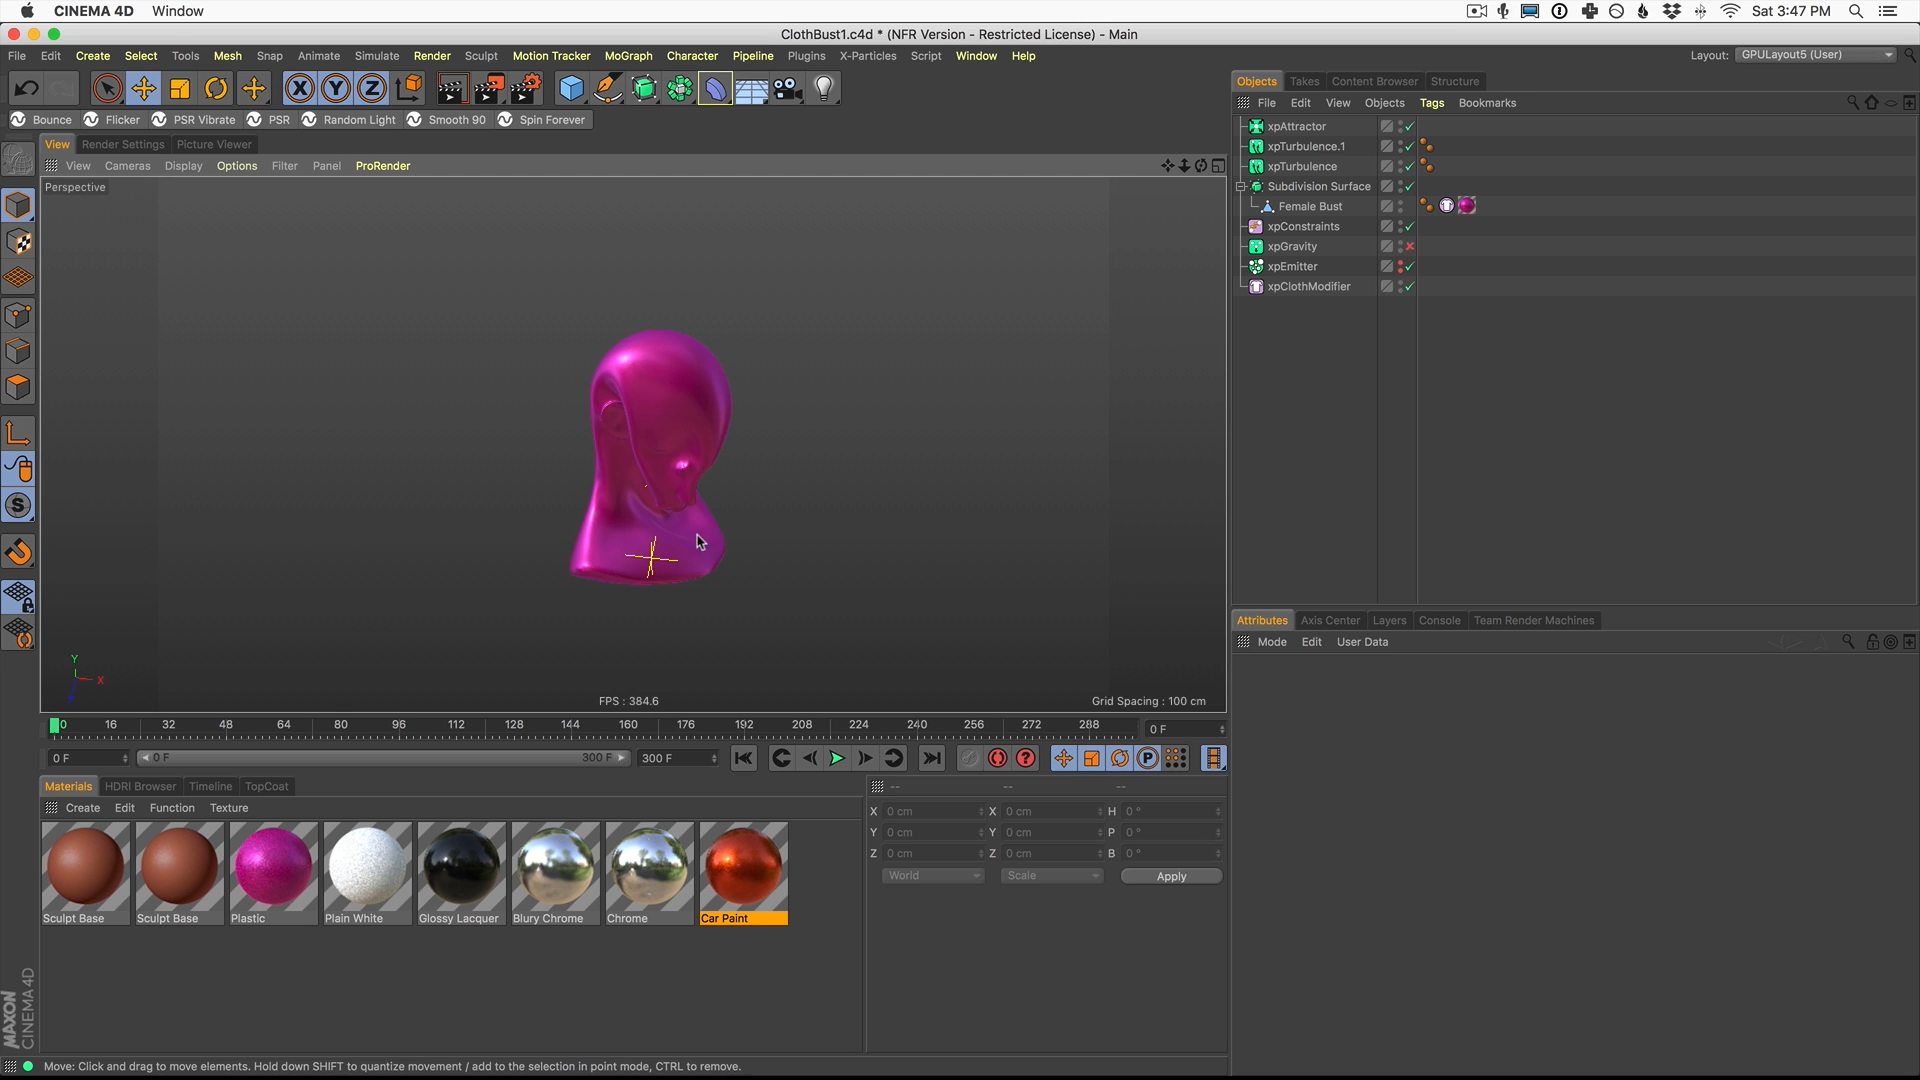 CINEMA 4D Window Sat 3:47 PM
ClothBust1.c4d * (NFR Version - Restricted License) - Main
File Edit Create Select Tools Mesh Snap Animate Simulate Render Sculpt Motion Tracker MoGraph Character Pipeline Plugins X-Particles Script Window Help Layout: GPULayout5 (User)
X Y Z
Bounce Flicker PSR Vibrate PSR Random Light Smooth 90 Spin Forever
View Render Settings Picture Viewer
View Cameras Display Options Filter Panel ProRender
Perspective
Y
X
FPS : 384.6 Grid Spacing : 100 cm
S
0 16 32 48 64 80 96 112 128 144 160 176 192 208 224 240 256 272 288 0 F
0 F 0 F 300 F 300 F
P
Materials HDRI Browser Timeline TopCoat
Create Edit Function Texture
Sculpt Base Sculpt Base Plastic Plain White Glossy Lacquer Blury Chrome Chrome Car Paint
-- -- --
X 0 cm X 0 cm H 0 °
Y 0 cm Y 0 cm P 0 °
Z 0 cm Z 0 cm B 0 °
World Scale Apply
Objects Takes Content Browser Structure
File Edit View Objects Tags Bookmarks
xpAttractor
xpTurbulence.1
xpTurbulence
Subdivision Surface
Female Bust
xpConstraints
xpGravity
xpEmitter
xpClothModifier
Attributes Axis Center Layers Console Team Render Machines
Mode Edit User Data
MAXON
CINEMA 4D
Move: Click and drag to move elements. Hold down SHIFT to quantize movement / add to the selection in point mode, CTRL to remove.